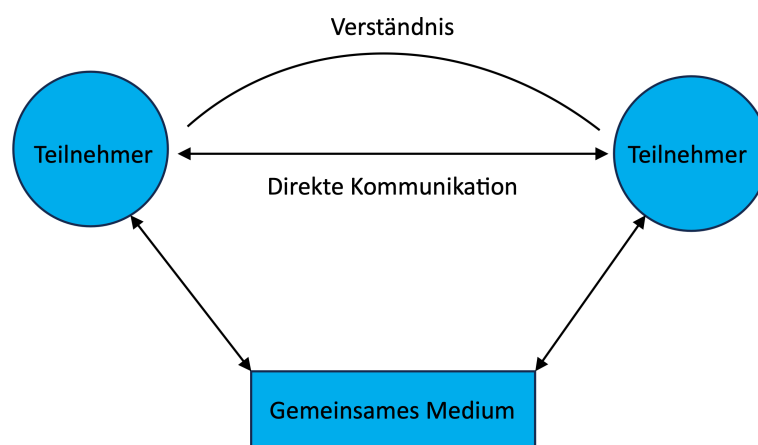 Verständnis
Teilnehmer
Teilnehmer
Direkte Kommunikation
Gemeinsames Medium